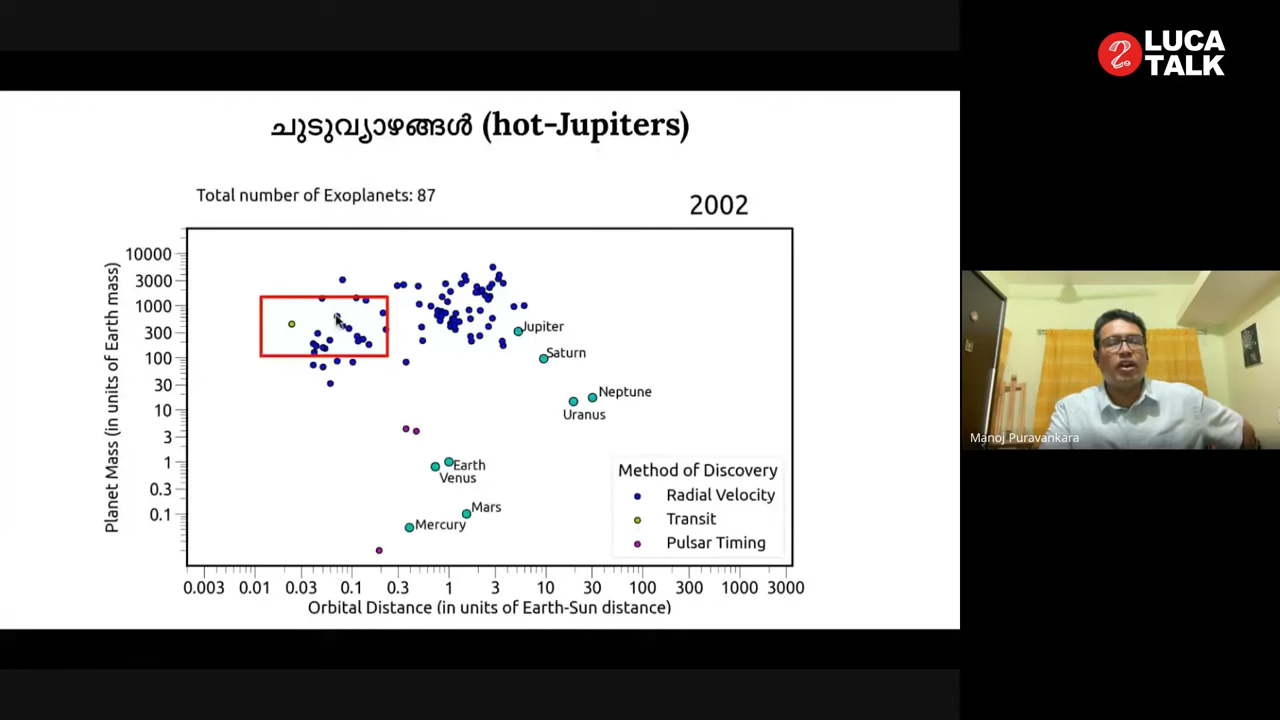 LUCA
TALK
ചുടുവ്യാഴങ്ങൾ (hot-Jupiters)
Total number of Exoplanets: 87
2002
Planet Mass (in units of Earth mass)
10000
3000
1000
300
100
30
10
3
1
0.3
0.1
Jupiter
Saturn
Neptune
Uranus
Earth
Venus
Mars
Mercury
Method of Discovery
Radial Velocity
Transit
Pulsar Timing
0.003 0.01 0.03 0.1 0.3 1 3 10 30 100 300 1000 3000
Orbital Distance (in units of Earth-Sun distance)
Manoj Puravankara